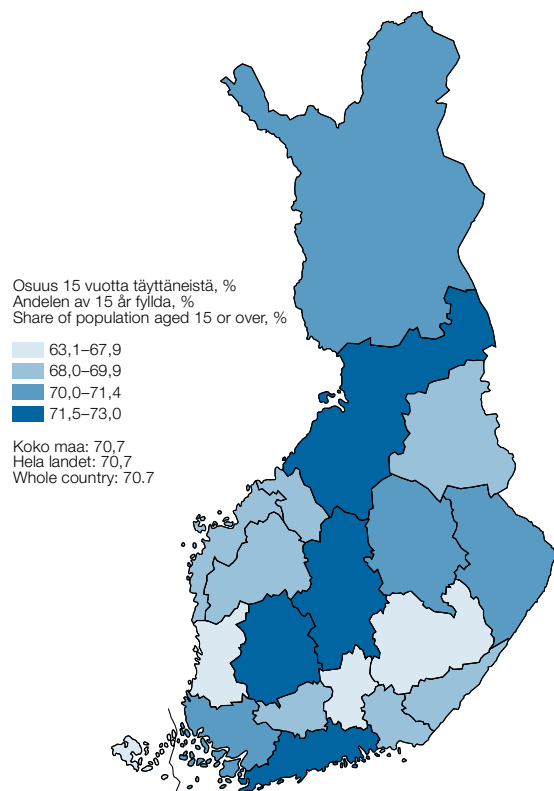 Osuus 15 vuotta täyttäneistä, %
Andelen av 15 år fyllda, %
Share of population aged 15 or over, %
63,1–67,9
68,0–69,9
70,0–71,4
71,5–73,0
Koko maa: 70,7
Hela landet: 70,7
Whole country: 70.7